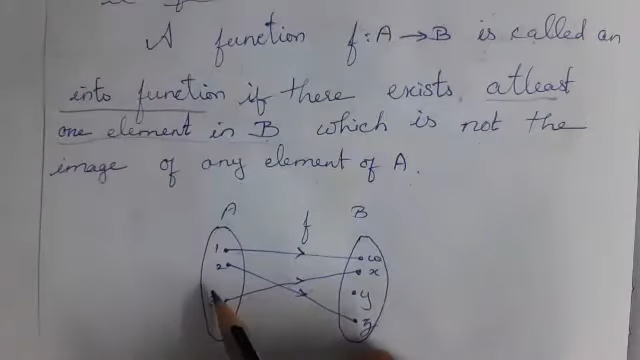 A function f : A → B is called an
into function if there exists atleast
one element in B which is not the
image of any element of A.
A f B
1 w
2 x
y
z